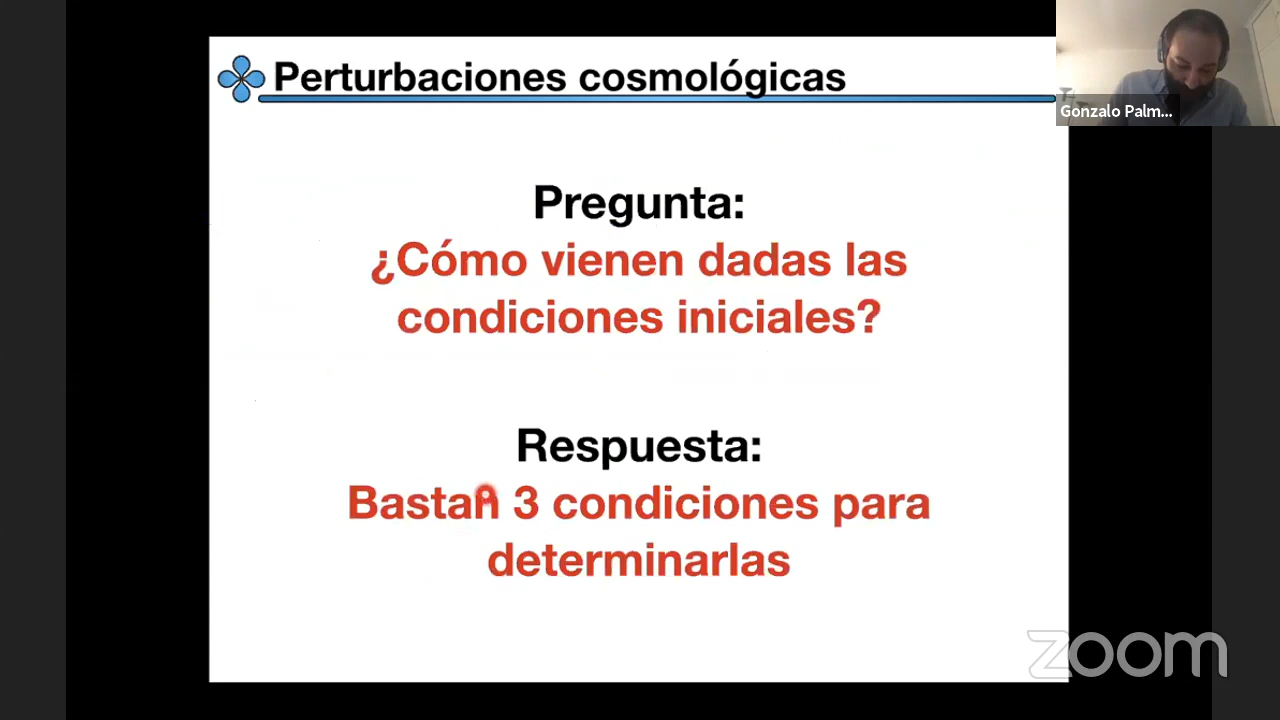 Perturbaciones cosmológicas
Gonzalo Palm...
Pregunta:
¿Cómo vienen dadas las
condiciones iniciales?
Respuesta:
Bastan 3 condiciones para
determinarlas
zoom